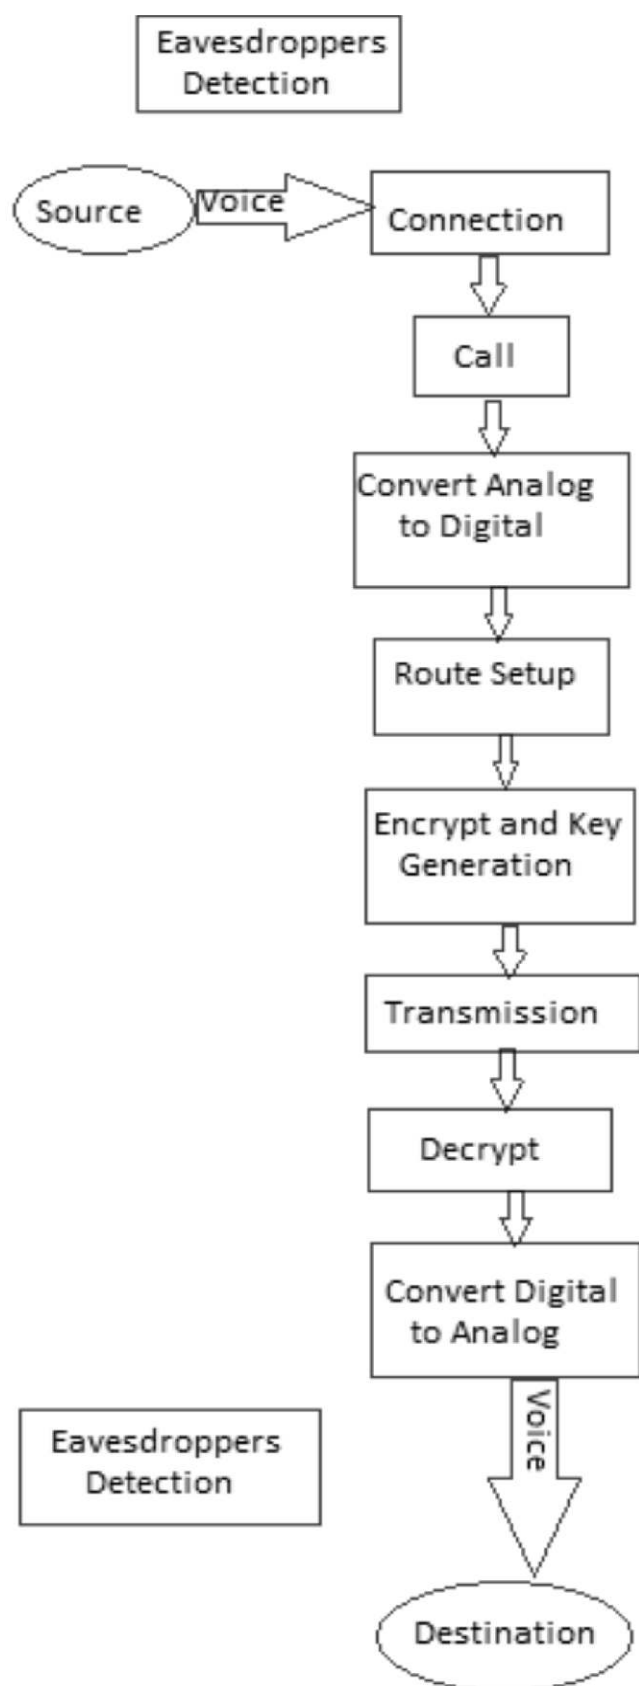 Eavesdroppers
Detection
Source
Voice
Connection
Call
Convert Analog
to Digital
Route Setup
Encrypt and Key
Generation
Transmission
Decrypt
Convert Digital
to Analog
Voice
Eavesdroppers
Detection
Destination